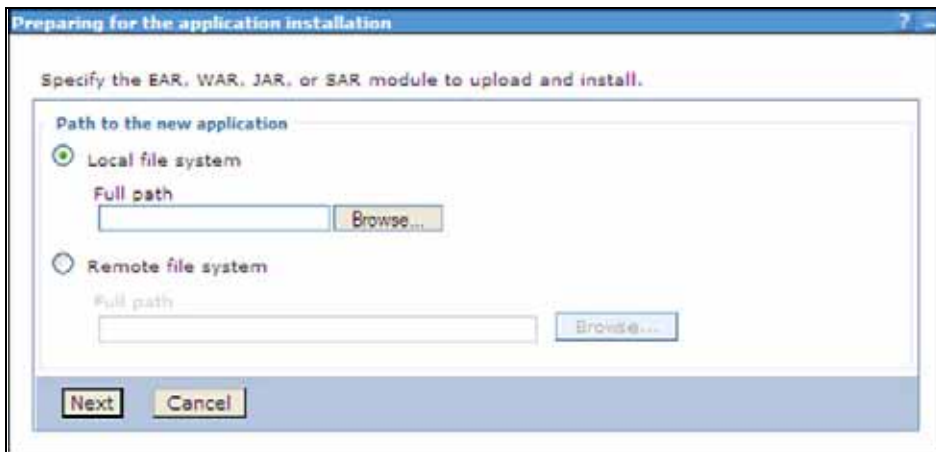 Preparing for the application installation ? –
Specify the EAR, WAR, JAR, or SAR module to upload and install.
Path to the new application
Local file system
Full path
Browse...
Remote file system
Full path
Browse...
Next Cancel